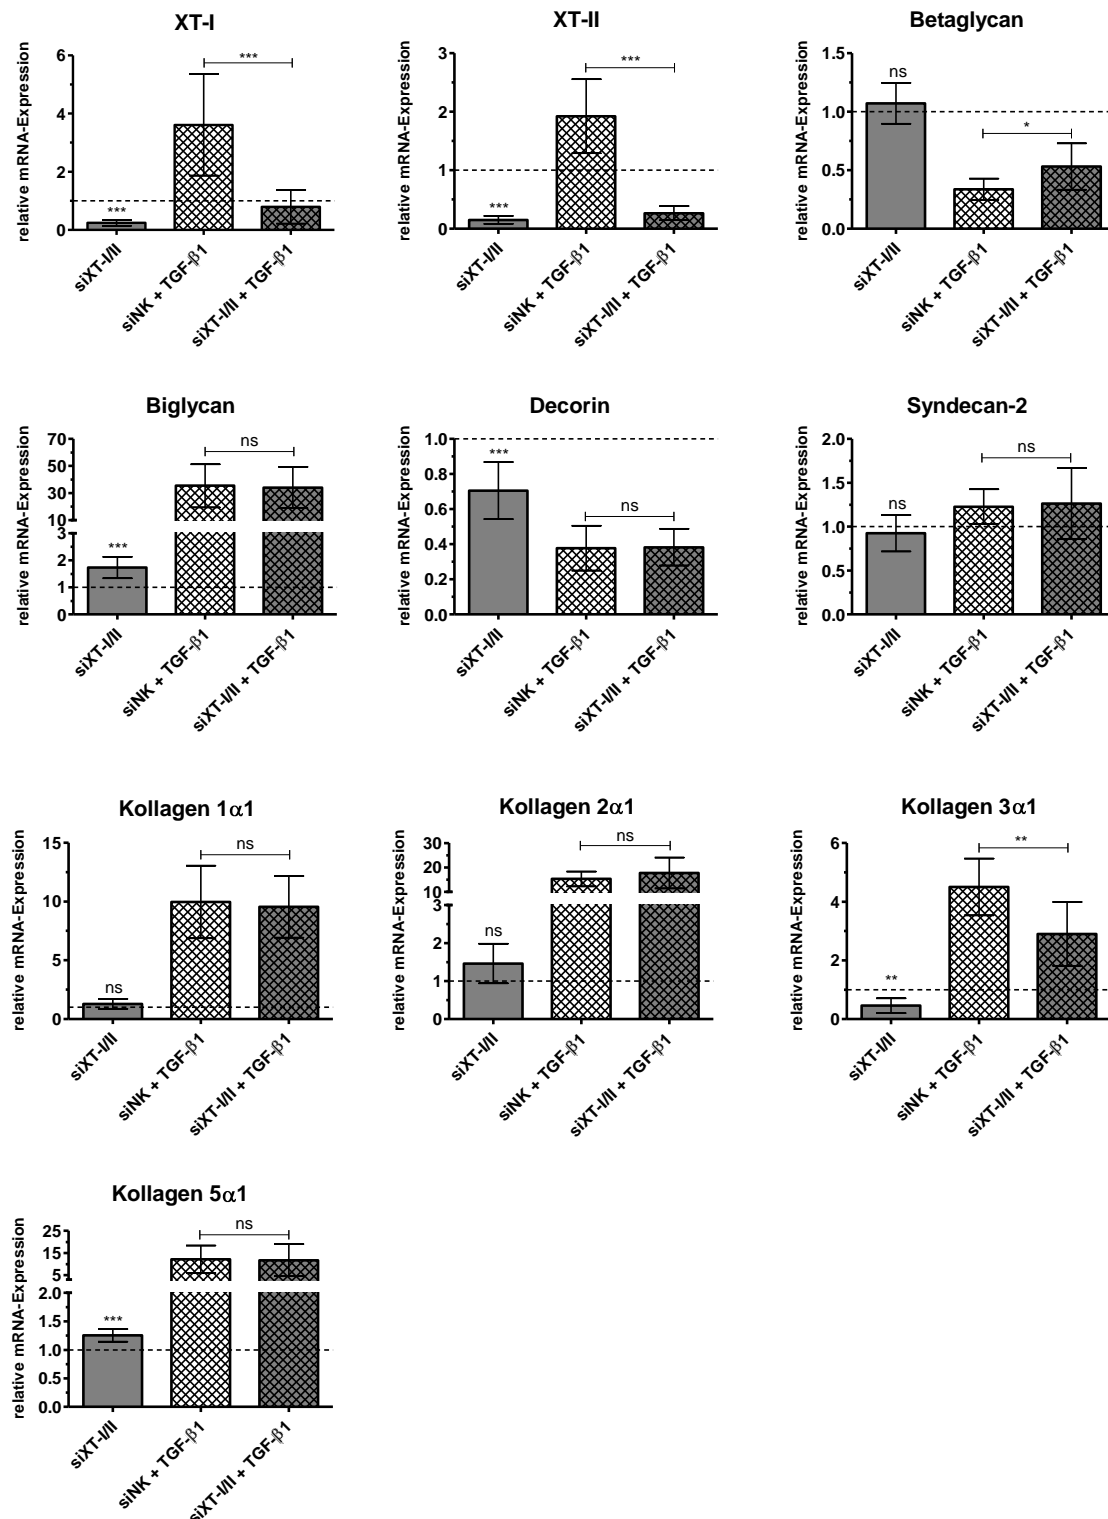 XT-I
relative mRNA-Expression
6
4
2
0
***
***
siXT-I/II
siNK + TGF-β1
siXT-I/II + TGF-β1
XT-II
relative mRNA-Expression
3
2
1
0
***
***
siXT-I/II
siNK + TGF-β1
siXT-I/II + TGF-β1
Betaglycan
relative mRNA-Expression
1.5
1.0
0.5
0.0
ns
*
siXT-I/II
siNK + TGF-β1
siXT-I/II + TGF-β1
Biglycan
relative mRNA-Expression
70
50
30
10
3
2
1
0
***
ns
siXT-I/II
siNK + TGF-β1
siXT-I/II + TGF-β1
Decorin
relative mRNA-Expression
1.0
0.8
0.6
0.4
0.2
0.0
***
ns
siXT-I/II
siNK + TGF-β1
siXT-I/II + TGF-β1
Syndecan-2
relative mRNA-Expression
2.0
1.5
1.0
0.5
0.0
ns
ns
siXT-I/II
siNK + TGF-β1
siXT-I/II + TGF-β1
Kollagen 1α1
relative mRNA-Expression
15
10
5
0
ns
ns
siXT-I/II
siNK + TGF-β1
siXT-I/II + TGF-β1
Kollagen 2α1
relative mRNA-Expression
30
20
10
3
2
1
0
ns
ns
siXT-I/II
siNK + TGF-β1
siXT-I/II + TGF-β1
Kollagen 3α1
relative mRNA-Expression
6
4
2
0
**
**
siXT-I/II
siNK + TGF-β1
siXT-I/II + TGF-β1
Kollagen 5α1
relative mRNA-Expression
25
15
5
2.0
1.5
1.0
0.5
0.0
***
ns
siXT-I/II
siNK + TGF-β1
siXT-I/II + TGF-β1